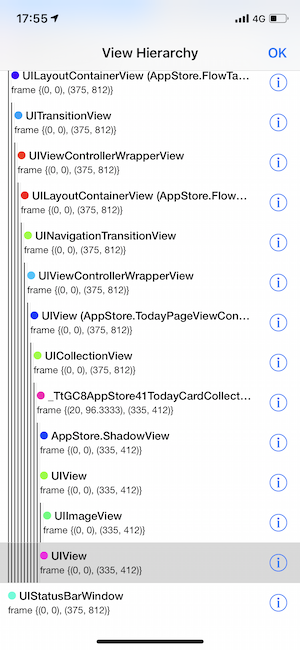 17:55
4G
View Hierarchy
OK
UILayoutContainerView (AppStore.FlowTa...
frame {(0, 0), (375, 812)}
UITransitionView
frame {(0, 0), (375, 812)}
UIViewControllerWrapperView
frame {(0, 0), (375, 812)}
UILayoutContainerView (AppStore.Flow...
frame {(0, 0), (375, 812)}
UINavigationTransitionView
frame {(0, 0), (375, 812)}
UIViewControllerWrapperView
frame {(0, 0), (375, 812)}
UIView (AppStore.TodayPageViewCon...
frame {(0, 0), (375, 812)}
UICollectionView
frame {(0, 0), (375, 812)}
_TtGC8AppStore41TodayCardCollect...
frame {(20, 96.3333), (335, 412)}
AppStore.ShadowView
frame {(0, 0), (335, 412)}
UIView
frame {(0, 0), (335, 412)}
UIImageView
frame {(0, 0), (335, 412)}
UIView
frame {(0, 0), (335, 412)}
UIStatusBarWindow
frame {(0, 0), (375, 812)}